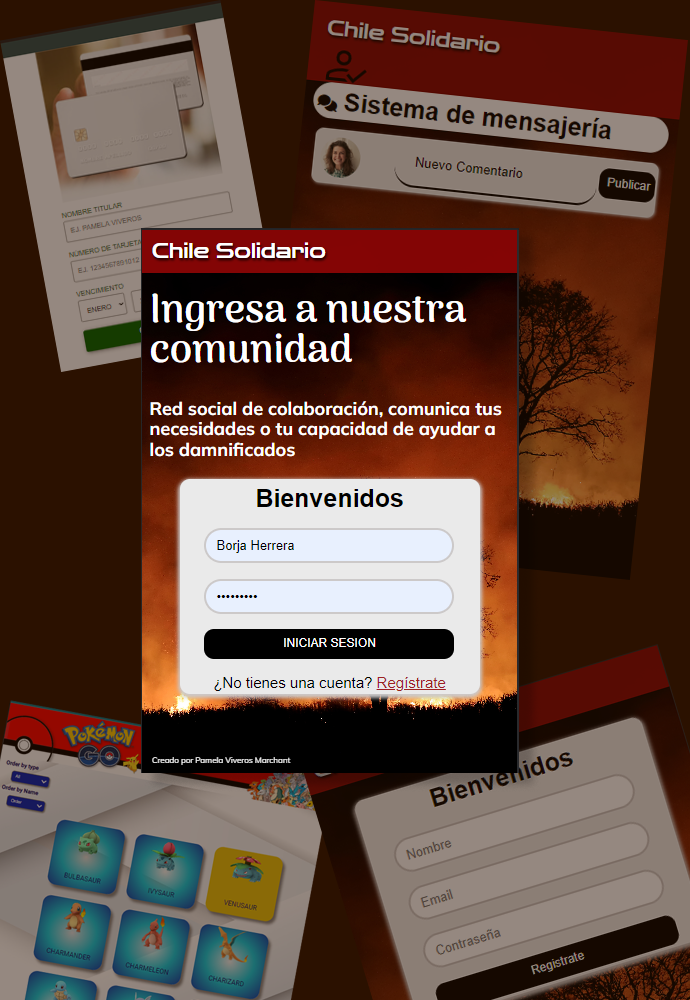 Chile Solidario
Sistema de mensajería
Nuevo Comentario
Publicar
NOMBRE TITULAR
EJ. PAMELA VIVEROS
NÚMERO DE TARJETA
EJ. 1234567801012
VENCIMIENTO
ENERO
Chile Solidario
Ingresa a nuestra
comunidad
Red social de colaboración, comunica tus
necesidades o tu capacidad de ayudar a
los damnificados
Bienvenidos
Borja Herrera
•••••••••
INICIAR SESION
¿No tienes una cuenta? Regístrate
Creado por Pamela Viveros Marchant
POKÉMON
GO
Order by type
All
Order by Name
Order
BULBASAUR
IVYSAUR
VENUSAUR
CHARMANDER
CHARMELEON
CHARIZARD
Bienvenidos
Nombre
Email
Contraseña
Registrate